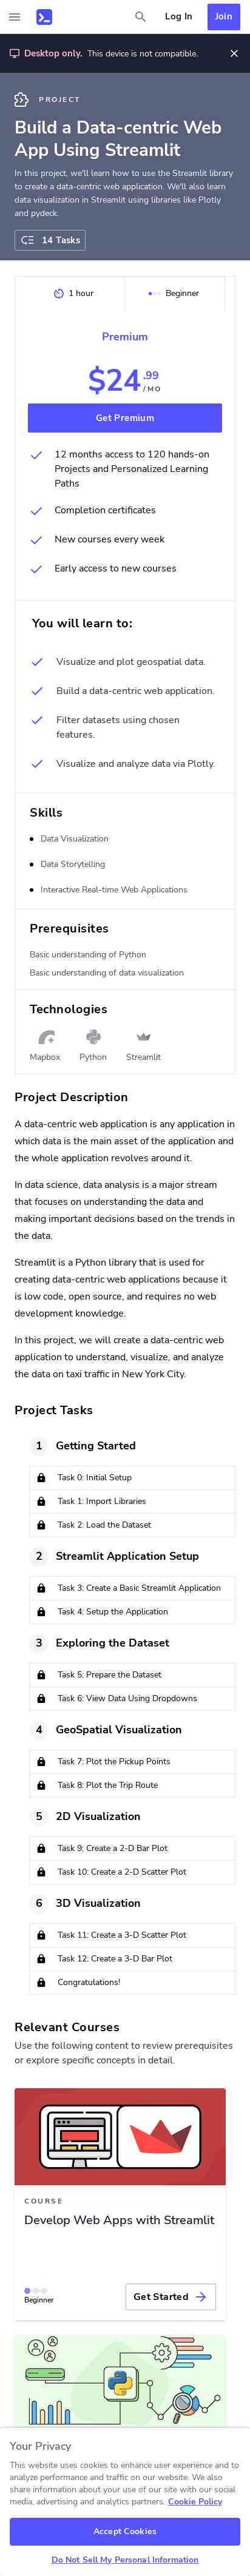 Log In
Join
Desktop only. This device is not compatible.
PROJECT
Build a Data-centric Web
App Using Streamlit
In this project, we'll learn how to use the Streamlit library
to create a data-centric web application. We'll also learn
data visualization in Streamlit using libraries like Plotly
and pydeck.
14 Tasks
1 hour
Beginner
Premium
$24.99
/ MO
Get Premium
12 months access to 120 hands-on
Projects and Personalized Learning
Paths
Completion certificates
New courses every week
Early access to new courses
You will learn to:
Visualize and plot geospatial data.
Build a data-centric web application.
Filter datasets using chosen
features.
Visualize and analyze data via Plotly.
Skills
Data Visualization
Data Storytelling
Interactive Real-time Web Applications
Prerequisites
Basic understanding of Python
Basic understanding of data visualization
Technologies
Mapbox
Python
Streamlit
Project Description
A data-centric web application is any application in
which data is the main asset of the application and
the whole application revolves around it.
In data science, data analysis is a major stream
that focuses on understanding the data and
making important decisions based on the trends in
the data.
Streamlit is a Python library that is used for
creating data-centric web applications because it
is low code, open source, and requires no web
development knowledge.
In this project, we will create a data-centric web
application to understand, visualize, and analyze
the data on taxi traffic in New York City.
Project Tasks
1 Getting Started
Task 0: Initial Setup
Task 1: Import Libraries
Task 2: Load the Dataset
2 Streamlit Application Setup
Task 3: Create a Basic Streamlit Application
Task 4: Setup the Application
3 Exploring the Dataset
Task 5: Prepare the Dataset
Task 6: View Data Using Dropdowns
4 GeoSpatial Visualization
Task 7: Plot the Pickup Points
Task 8: Plot the Trip Route
5 2D Visualization
Task 9: Create a 2-D Bar Plot
Task 10: Create a 2-D Scatter Plot
6 3D Visualization
Task 11: Create a 3-D Scatter Plot
Task 12: Create a 3-D Bar Plot
Congratulations!
Relevant Courses
Use the following content to review prerequisites
or explore specific concepts in detail.
COURSE
Develop Web Apps with Streamlit
Beginner
Get Started
Your Privacy
This website uses cookies to enhance user experience and to
analyze performance and traffic on our website. We also
share information about your use of our site with our social
media, advertising and analytics partners. Cookie Policy
Accept Cookies
Do Not Sell My Personal Information